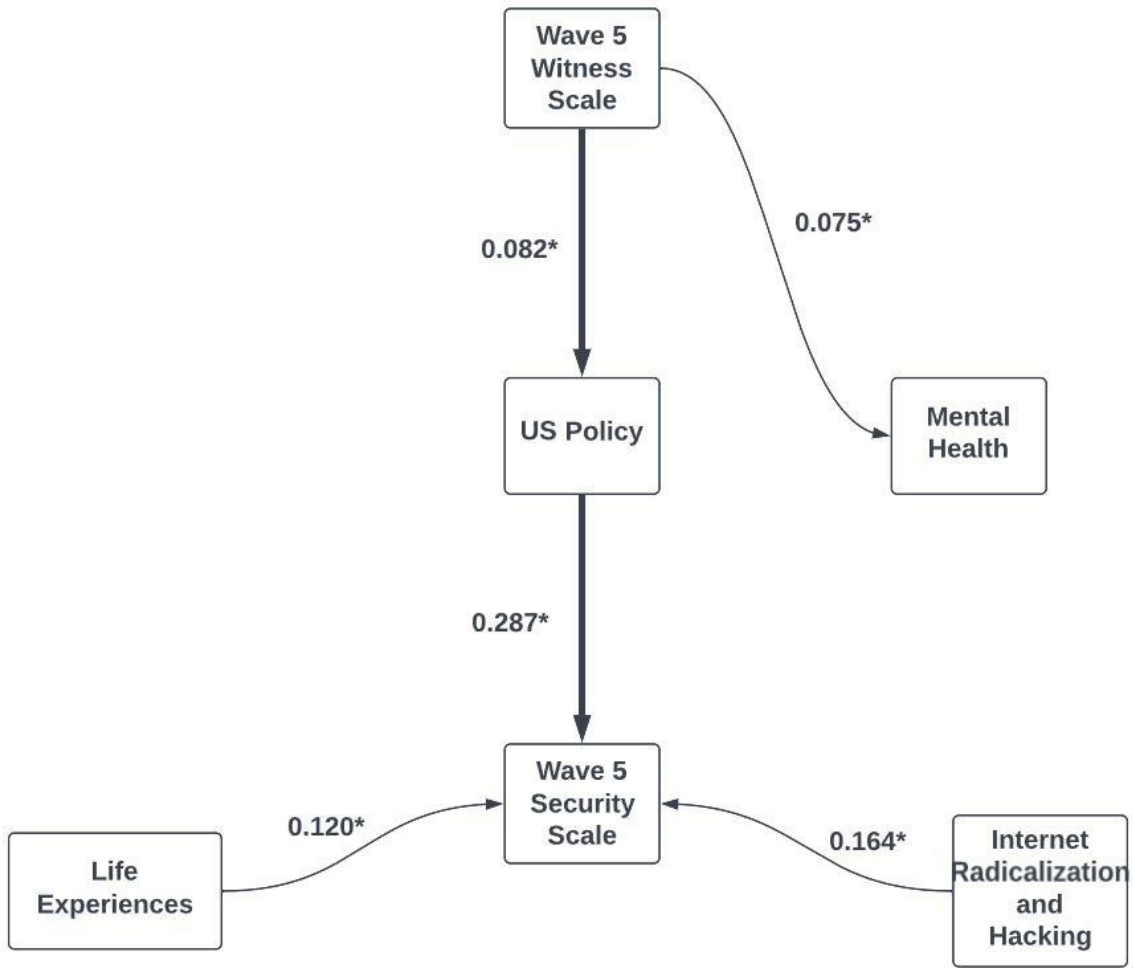 Wave 5
Witness
Scale
0.075*
0.082*
US Policy
Mental
Health
0.287*
Wave 5
Security
Scale
0.120*
0.164*
Life
Experiences
Internet
Radicalization
and
Hacking